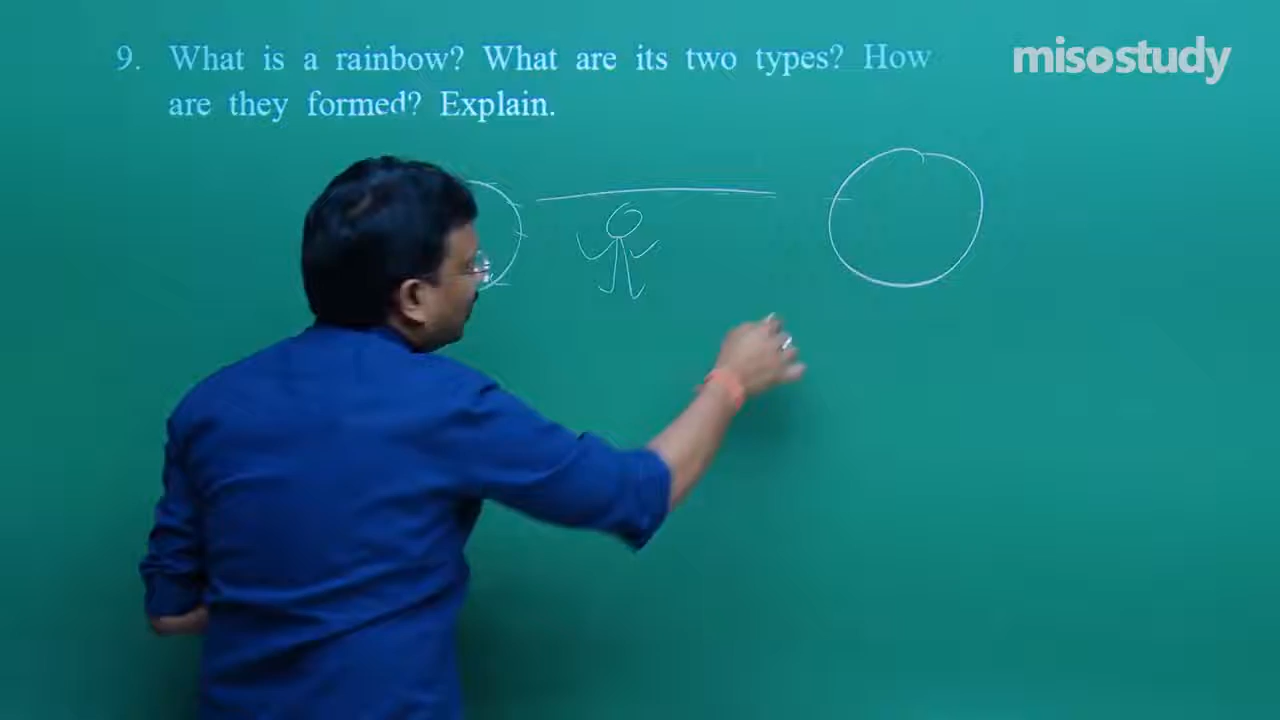 9. What is a rainbow? What are its two types? How
are they formed? Explain.
misostudy